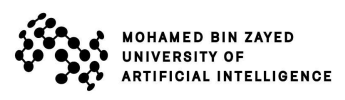 MOHAMED BIN ZAYED
UNIVERSITY OF
ARTIFICIAL INTELLIGENCE